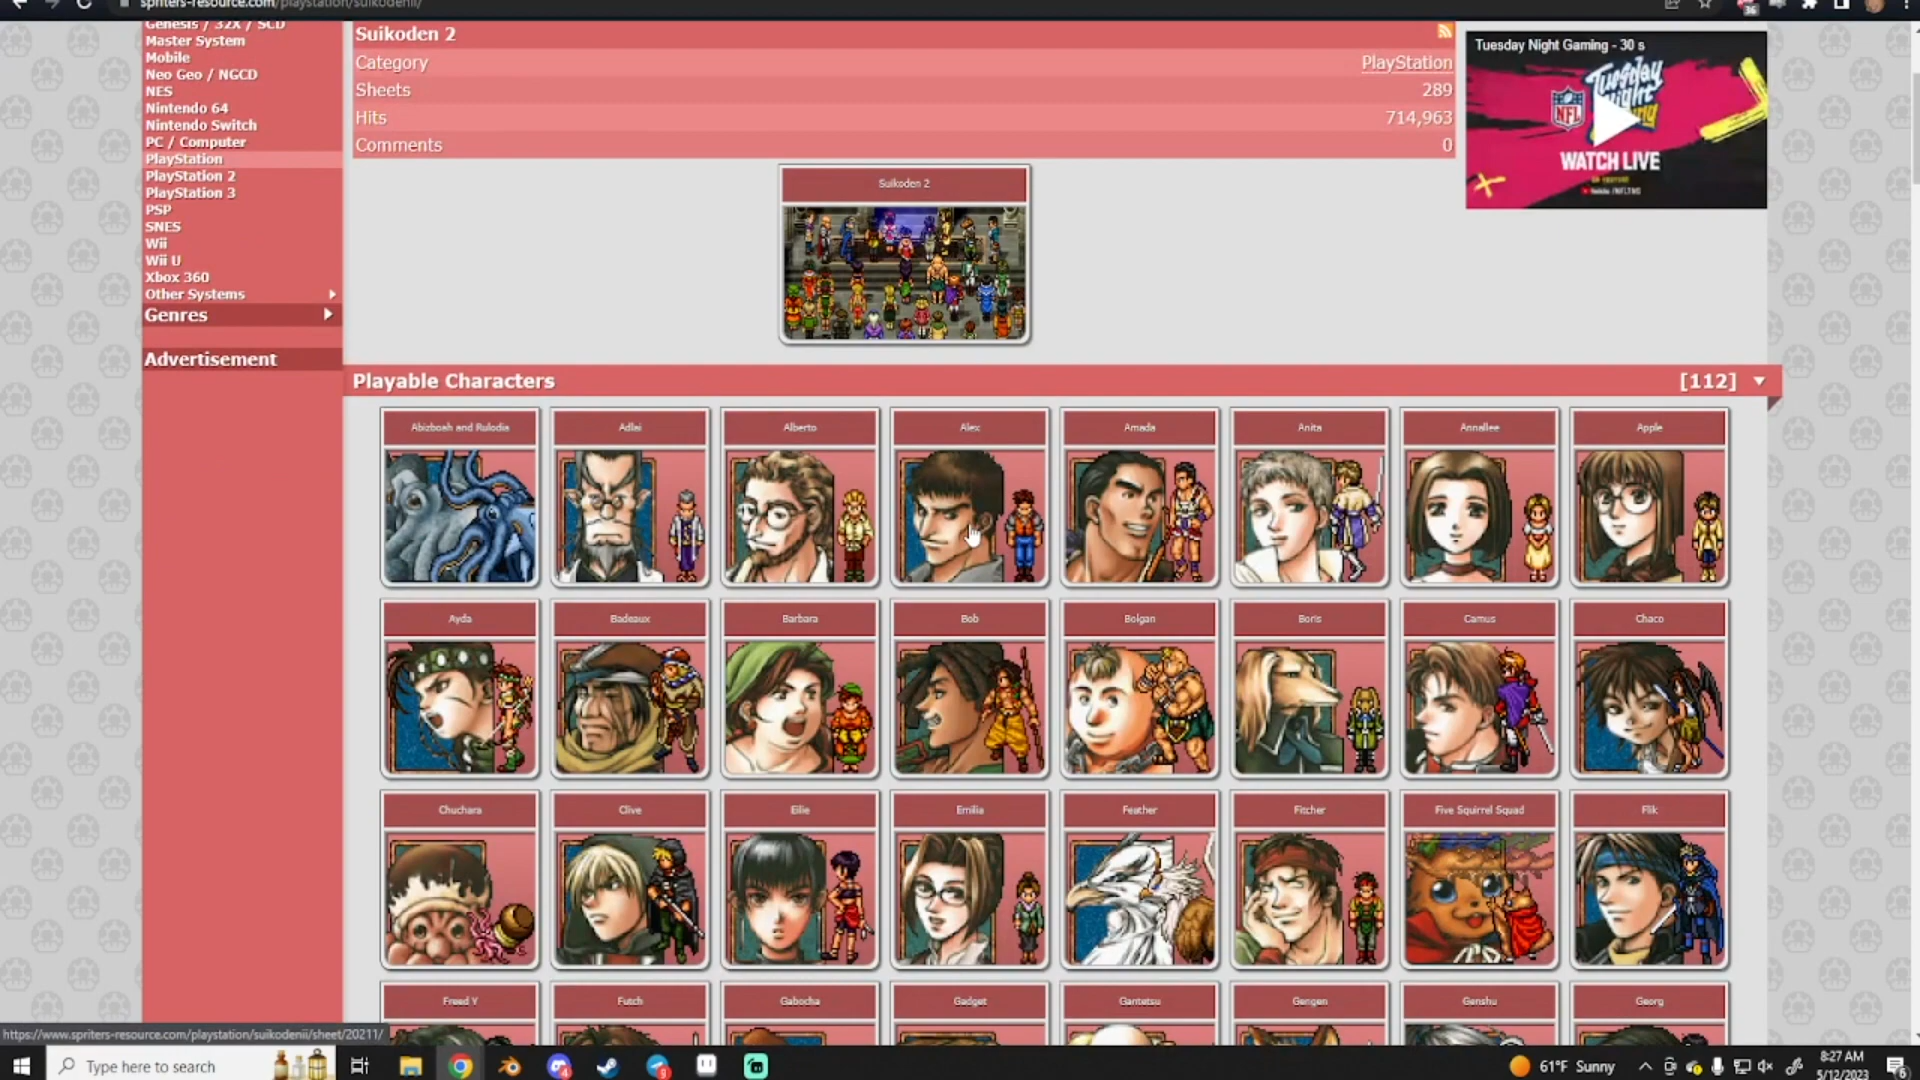 spriters-resource.com/playstation/suikodenii/
36
Genesis / 32X / SCD
Master System
Mobile
Neo Geo / NGCD
NES
Nintendo 64
Nintendo Switch
PC / Computer
PlayStation
PlayStation 2
PlayStation 3
PSP
SNES
Wii
Wii U
Xbox 360
Other Systems
Genres
Advertisement
Suikoden 2
Category PlayStation
Sheets 289
Hits 714,963
Comments 0
Tuesday Night Gaming - 30 s
Tuesday
Night
NFL
WATCH LIVE
Suikoden 2
Playable Characters [112]
Abizboah and Rulodia Adlai Alberto Alex Amada Anita Annallee Apple
Ayda Badeaux Barbara Bob Bolgan Boris Camus Chaco
Chuchara Clive Eilie Emilia Feather Fitcher Five Squirrel Squad Flik
Freed Y Futch Gabocha Gadget Gantetsu Gengen Genshu Georg
https://www.spriters-resource.com/playstation/suikodenii/sheet/20211/
Type here to search
61°F Sunny
8:27 AM
5/12/2023